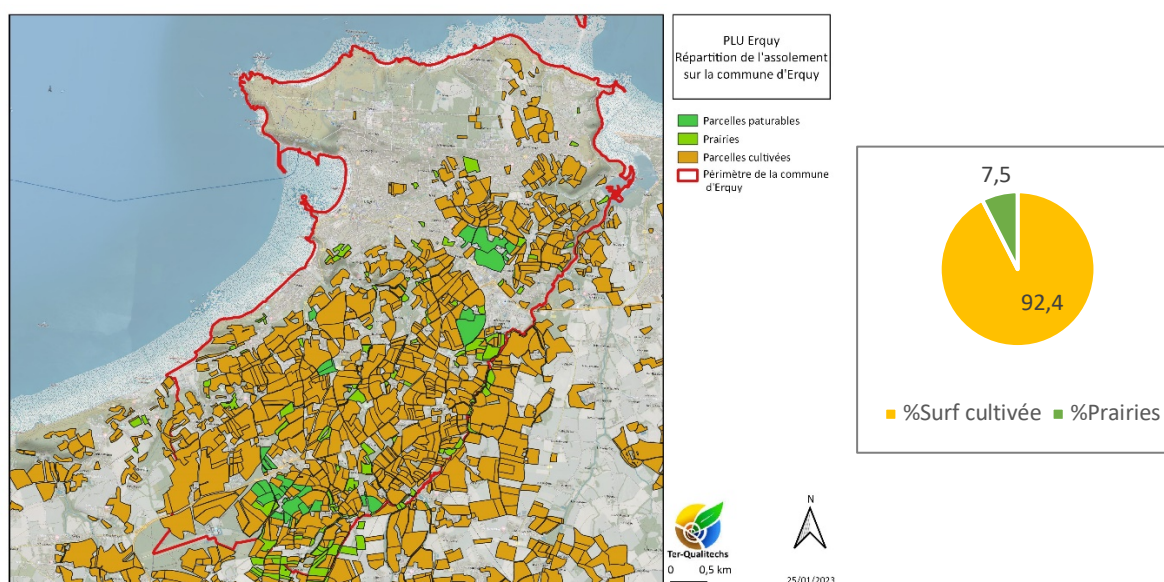 PLU Erquy
Répartition de l'assolement
sur la commune d'Erquy
Parcelles paturables
Prairies
Parcelles cultivées
Périmètre de la commune
d'Erquy
7,5
92,4
%Surf cultivée
%Prairies
Ter-Qualitechs
N
0 0,5 km
25/01/2023